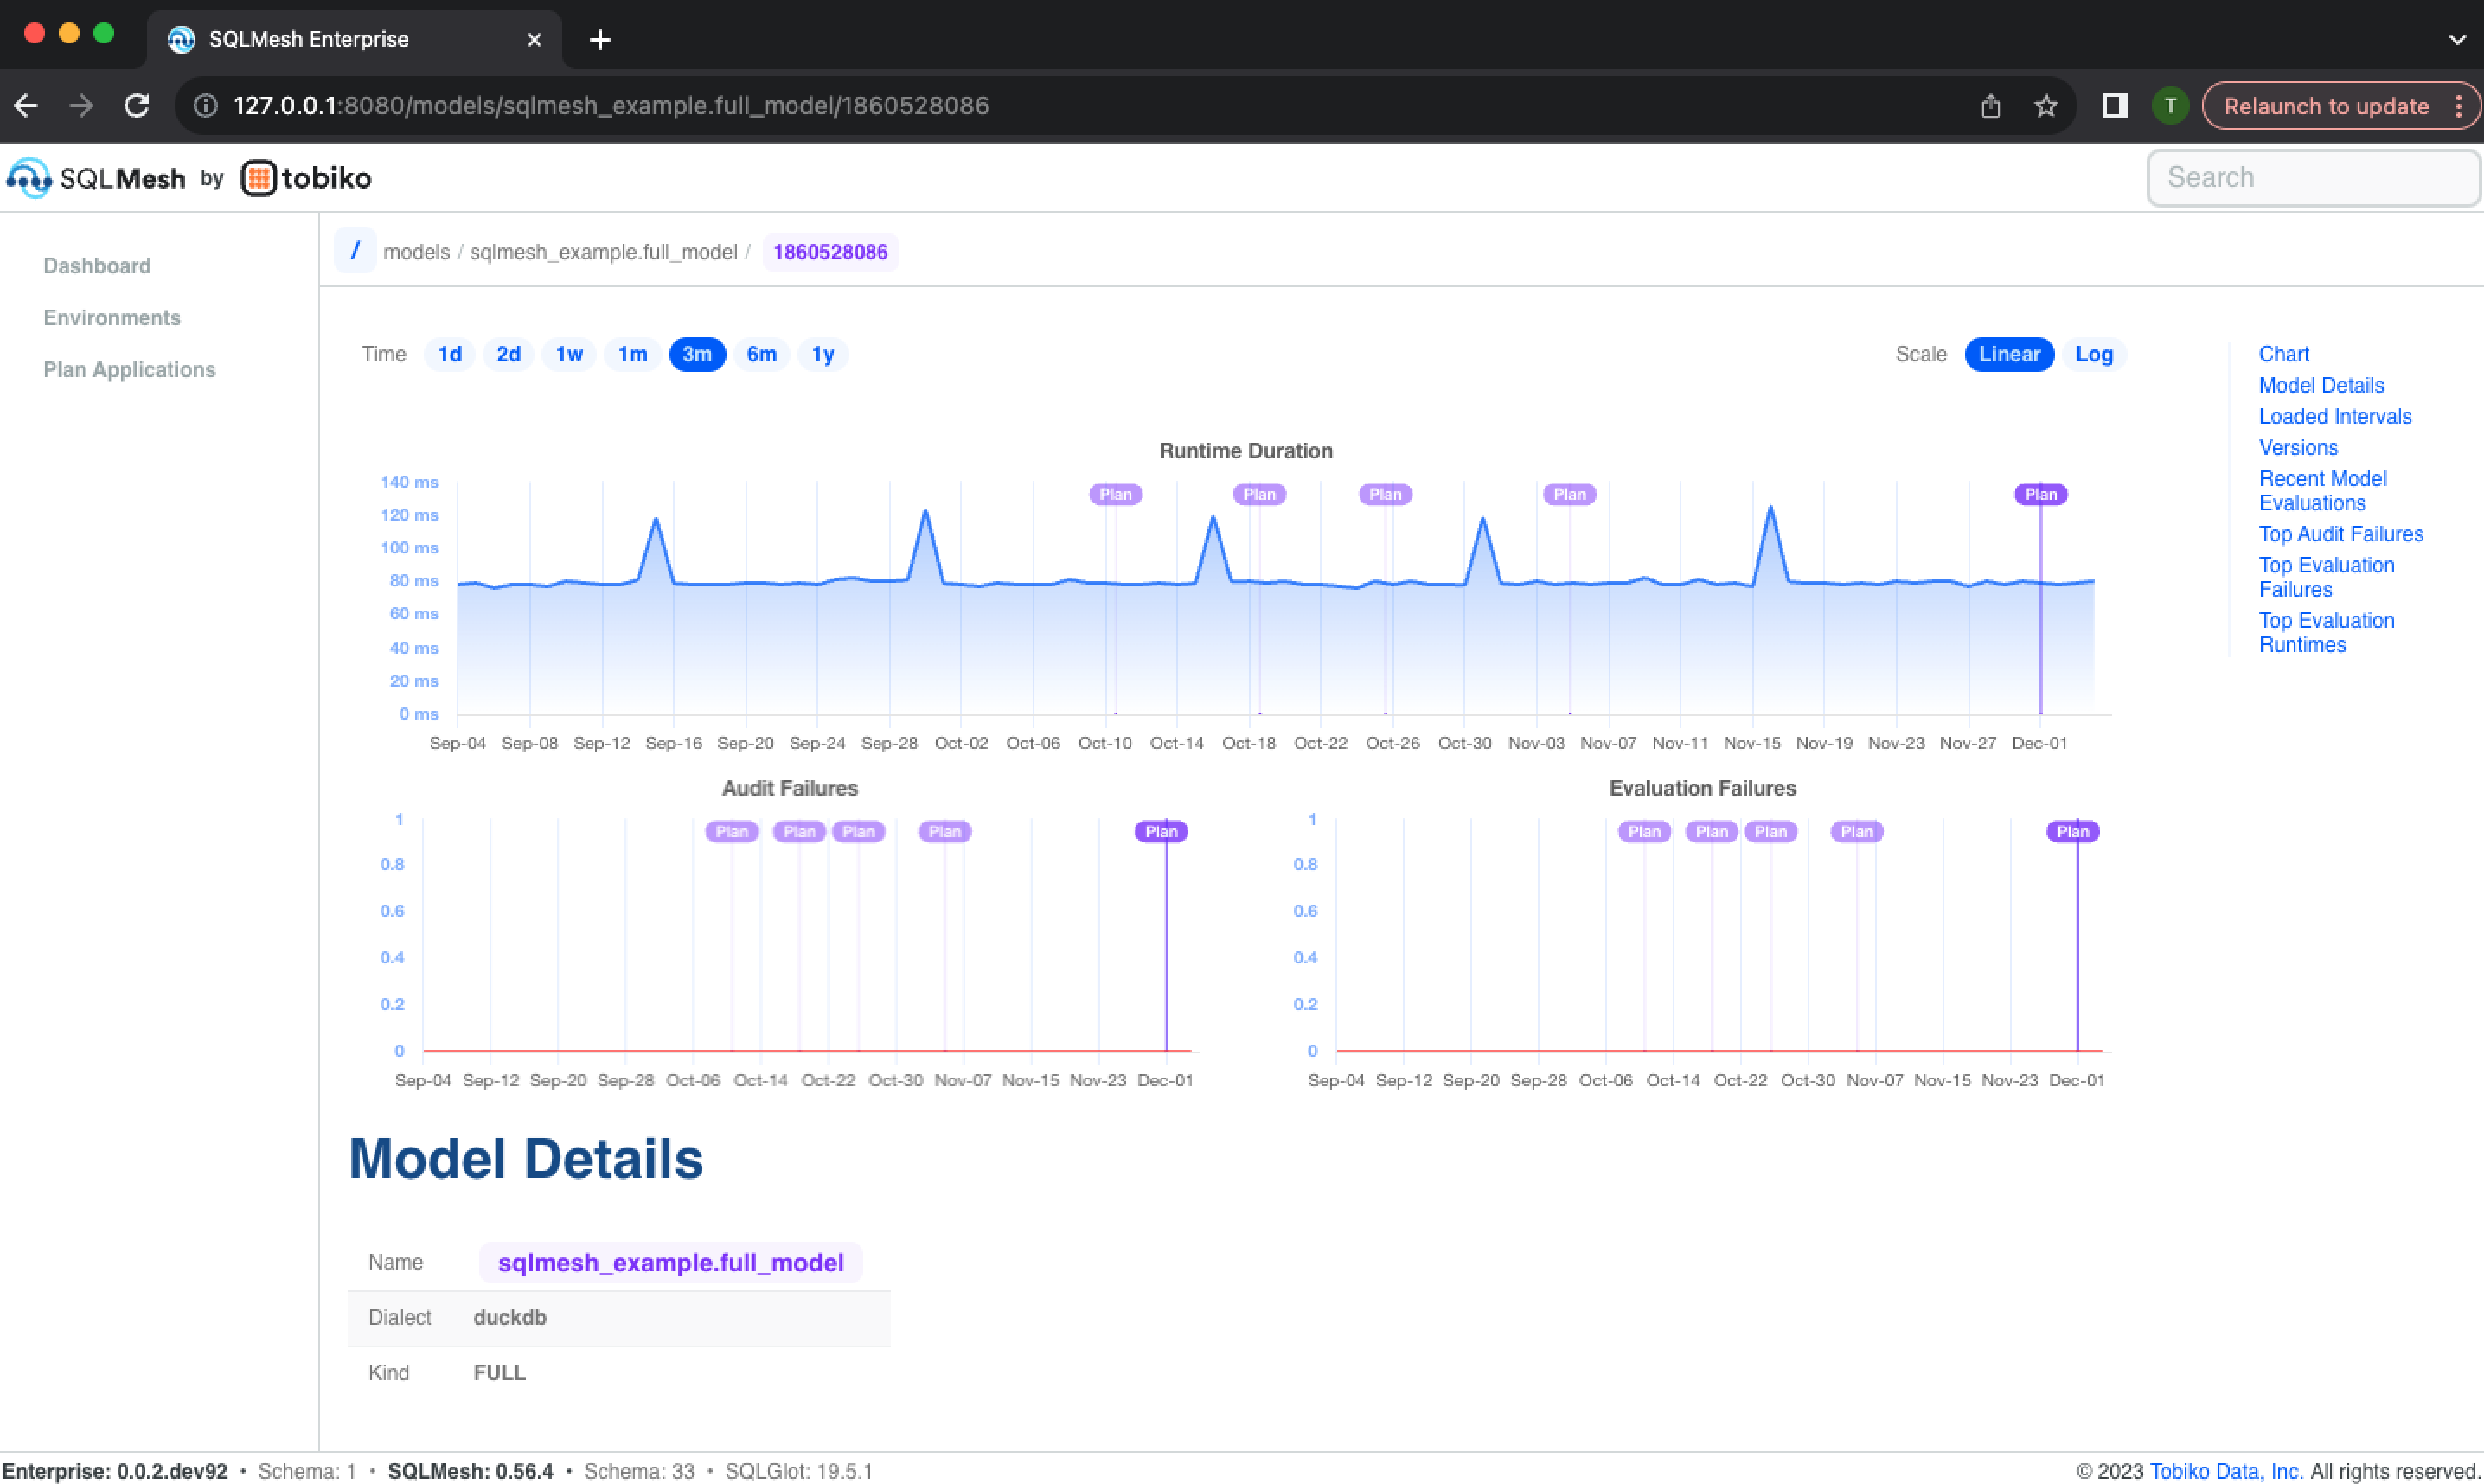 SQLMesh Enterprise
127.0.0.1:8080/models/sqlmesh_example.full_model/1860528086
T
Relaunch to update
SQLMesh by tobiko
Search
Dashboard
Environments
Plan Applications
/ models / sqlmesh_example.full_model / 1860528086
Time 1d 2d 1w 1m 3m 6m 1y
Scale Linear Log
Chart
Model Details
Loaded Intervals
Versions
Recent Model
Evaluations
Top Audit Failures
Top Evaluation
Failures
Top Evaluation
Runtimes
Runtime Duration
140 ms
120 ms
100 ms
80 ms
60 ms
40 ms
20 ms
0 ms
Plan Plan Plan Plan Plan
Sep-04 Sep-08 Sep-12 Sep-16 Sep-20 Sep-24 Sep-28 Oct-02 Oct-06 Oct-10 Oct-14 Oct-18 Oct-22 Oct-26 Oct-30 Nov-03 Nov-07 Nov-11 Nov-15 Nov-19 Nov-23 Nov-27 Dec-01
Audit Failures
1
0.8
0.6
0.4
0.2
0
Plan Plan Plan Plan Plan
Sep-04 Sep-12 Sep-20 Sep-28 Oct-06 Oct-14 Oct-22 Oct-30 Nov-07 Nov-15 Nov-23 Dec-01
Evaluation Failures
1
0.8
0.6
0.4
0.2
0
Plan Plan Plan Plan Plan
Sep-04 Sep-12 Sep-20 Sep-28 Oct-06 Oct-14 Oct-22 Oct-30 Nov-07 Nov-15 Nov-23 Dec-01
Model Details
Name sqlmesh_example.full_model
Dialect duckdb
Kind FULL
Enterprise: 0.0.2.dev92 • Schema: 1 • SQLMesh: 0.56.4 • Schema: 33 • SQLGlot: 19.5.1
© 2023 Tobiko Data, Inc. All rights reserved.